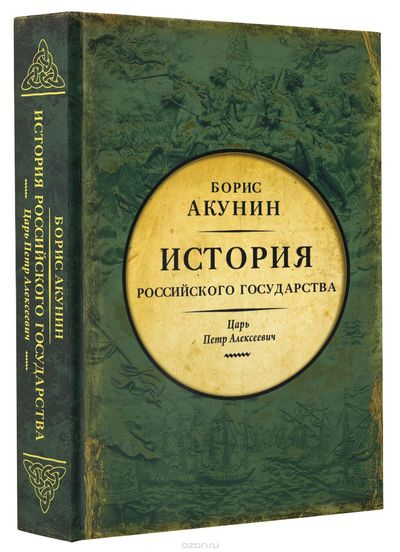 БОРИС
АКУНИН
ИСТОРИЯ
РОССИЙСКОГО ГОСУДАРСТВА
Царь
Петр Алексеевич
БОРИС АКУНИН
ИСТОРИЯ РОССИЙСКОГО ГОСУДАРСТВА
Царь Петр Алексеевич
ozon.ru